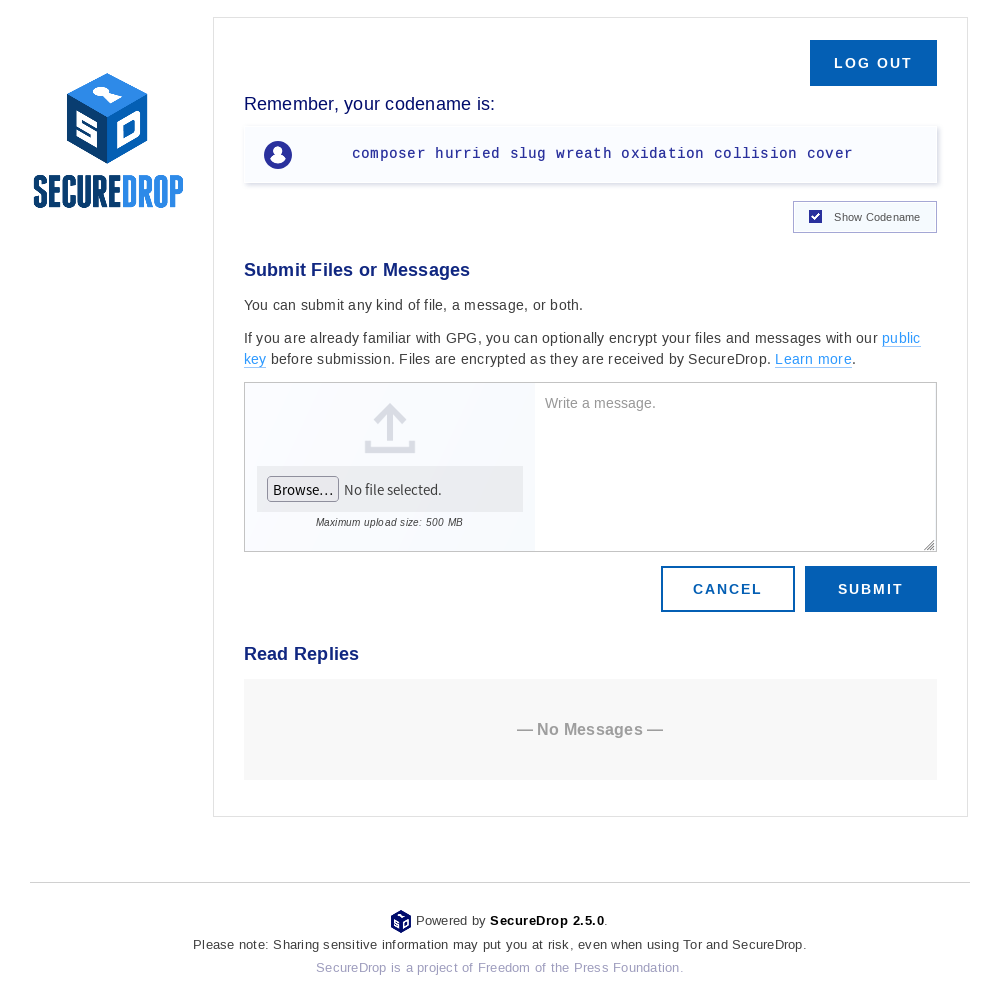 LOG OUT
Remember, your codename is:
composer hurried slug wreath oxidation collision cover
Show Codename
SD
SECUREDROP
Submit Files or Messages
You can submit any kind of file, a message, or both.
If you are already familiar with GPG, you can optionally encrypt your files and messages with our public
key before submission. Files are encrypted as they are received by SecureDrop. Learn more.
Write a message.
Browse... No file selected.
Maximum upload size: 500 MB
CANCEL
SUBMIT
Read Replies
— No Messages —
Powered by SecureDrop 2.5.0.
Please note: Sharing sensitive information may put you at risk, even when using Tor and SecureDrop.
SecureDrop is a project of Freedom of the Press Foundation.